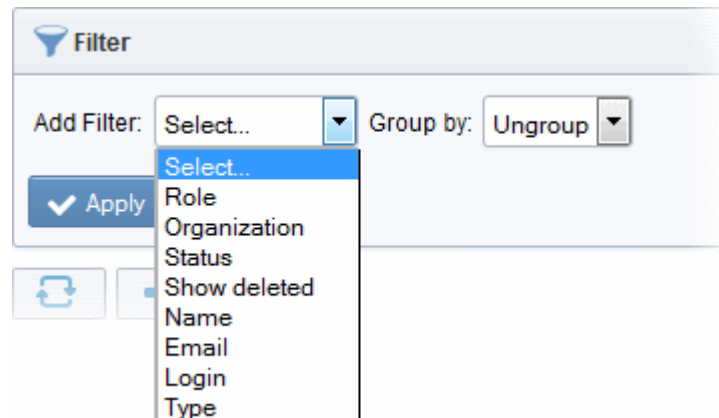 Filter
Add Filter: Select... Group by: Ungroup
Select...
Apply Role
Organization
Status
Show deleted
Name
Email
Login
Type